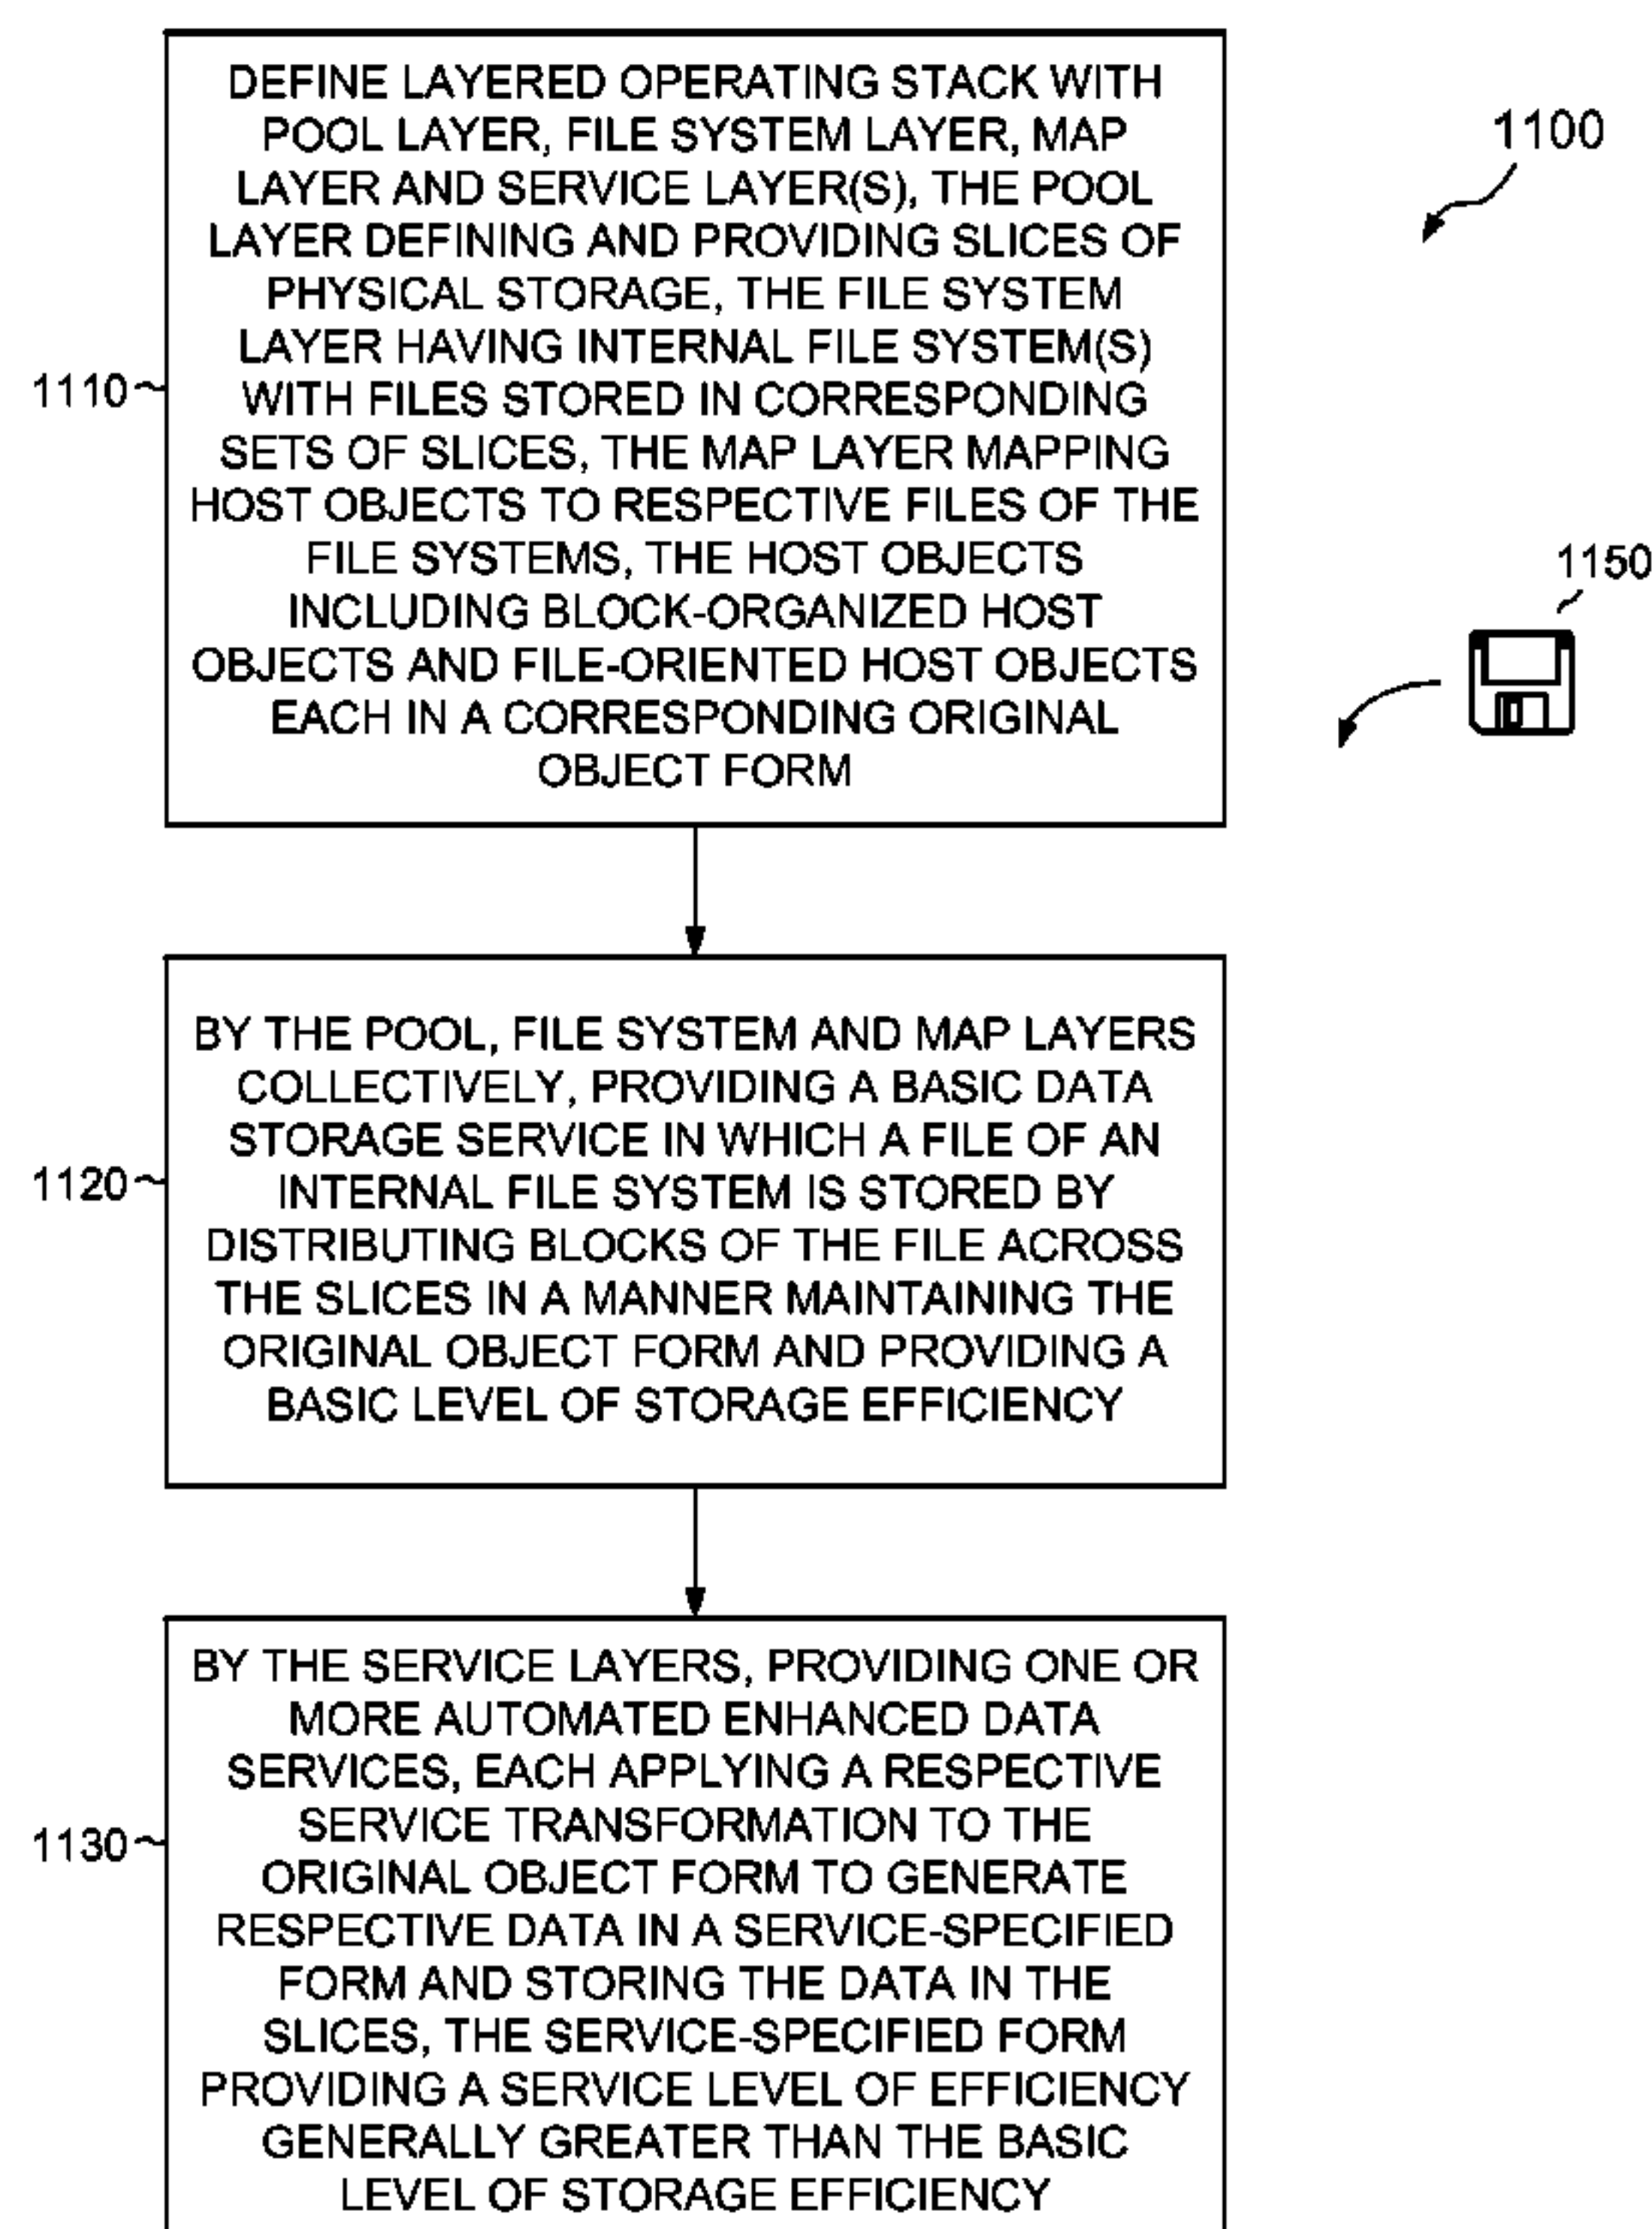 DEFINE LAYERED OPERATING STACK WITH
POOL LAYER, FILE SYSTEM LAYER, MAP
LAYER AND SERVICE LAYER(S), THE POOL
LAYER DEFINING AND PROVIDING SLICES OF
PHYSICAL STORAGE, THE FILE SYSTEM
LAYER HAVING INTERNAL FILE SYSTEM(S)
WITH FILES STORED IN CORRESPONDING
SETS OF SLICES, THE MAP LAYER MAPPING
HOST OBJECTS TO RESPECTIVE FILES OF THE
FILE SYSTEMS, THE HOST OBJECTS
INCLUDING BLOCK-ORGANIZED HOST
OBJECTS AND FILE-ORIENTED HOST OBJECTS
EACH IN A CORRESPONDING ORIGINAL
OBJECT FORM
1110
1100
1150
BY THE POOL, FILE SYSTEM AND MAP LAYERS
COLLECTIVELY, PROVIDING A BASIC DATA
STORAGE SERVICE IN WHICH A FILE OF AN
INTERNAL FILE SYSTEM IS STORED BY
DISTRIBUTING BLOCKS OF THE FILE ACROSS
THE SLICES IN A MANNER MAINTAINING THE
ORIGINAL OBJECT FORM AND PROVIDING A
BASIC LEVEL OF STORAGE EFFICIENCY
1120
BY THE SERVICE LAYERS, PROVIDING ONE OR
MORE AUTOMATED ENHANCED DATA
SERVICES, EACH APPLYING A RESPECTIVE
SERVICE TRANSFORMATION TO THE
ORIGINAL OBJECT FORM TO GENERATE
RESPECTIVE DATA IN A SERVICE-SPECIFIED
FORM AND STORING THE DATA IN THE
SLICES, THE SERVICE-SPECIFIED FORM
PROVIDING A SERVICE LEVEL OF EFFICIENCY
GENERALLY GREATER THAN THE BASIC
LEVEL OF STORAGE EFFICIENCY
1130